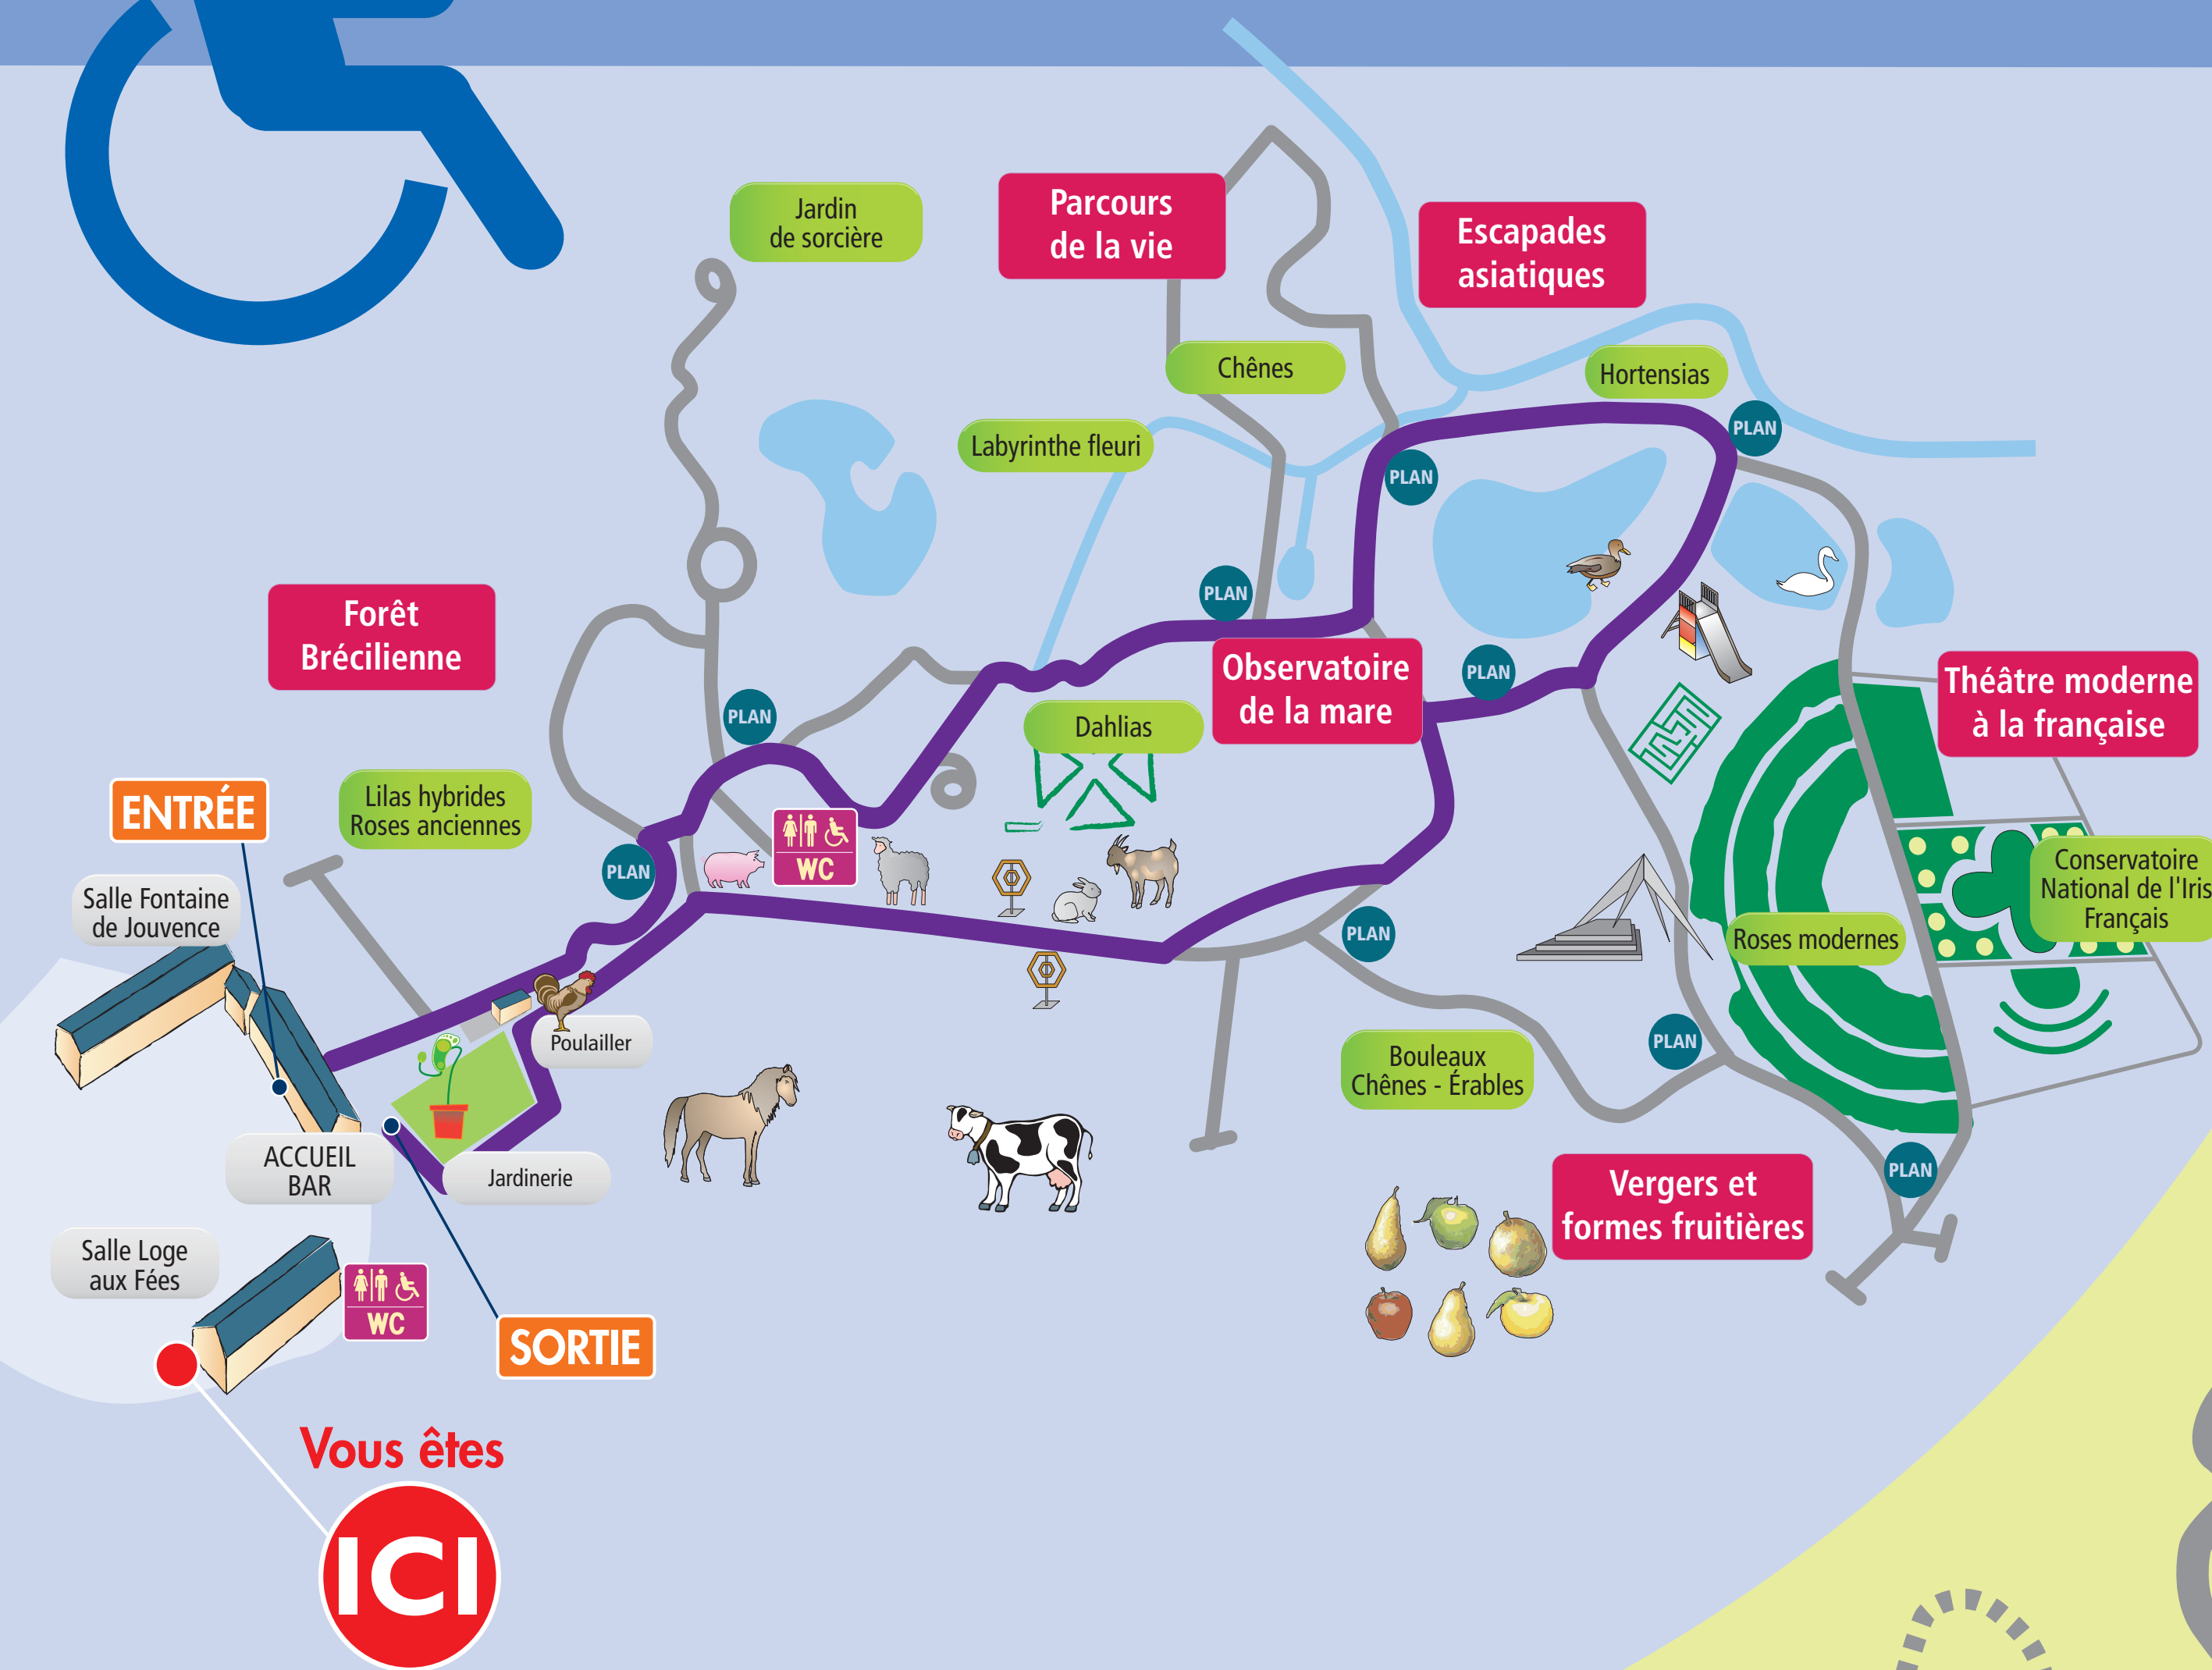 Jardin
de sorcière
Parcours
de la vie
Escapades
asiatiques
Chênes
Hortensias
PLAN
Labyrinthe fleuri
PLAN
PLAN
Forêt
Brécilienne
Observatoire
de la mare
PLAN
Théâtre moderne
à la française
PLAN
Dahlias
ENTRÉE
Lilas hybrides
Roses anciennes
WC
PLAN
Salle Fontaine
de Jouvence
Conservatoire
National de l'Iris
Français
PLAN
Roses modernes
Poulailler
PLAN
Bouleaux
Chênes - Érables
ACCUEIL
BAR
Jardinerie
PLAN
Vergers et
formes fruitières
Salle Loge
aux Fées
WC
SORTIE
Vous êtes
ICI